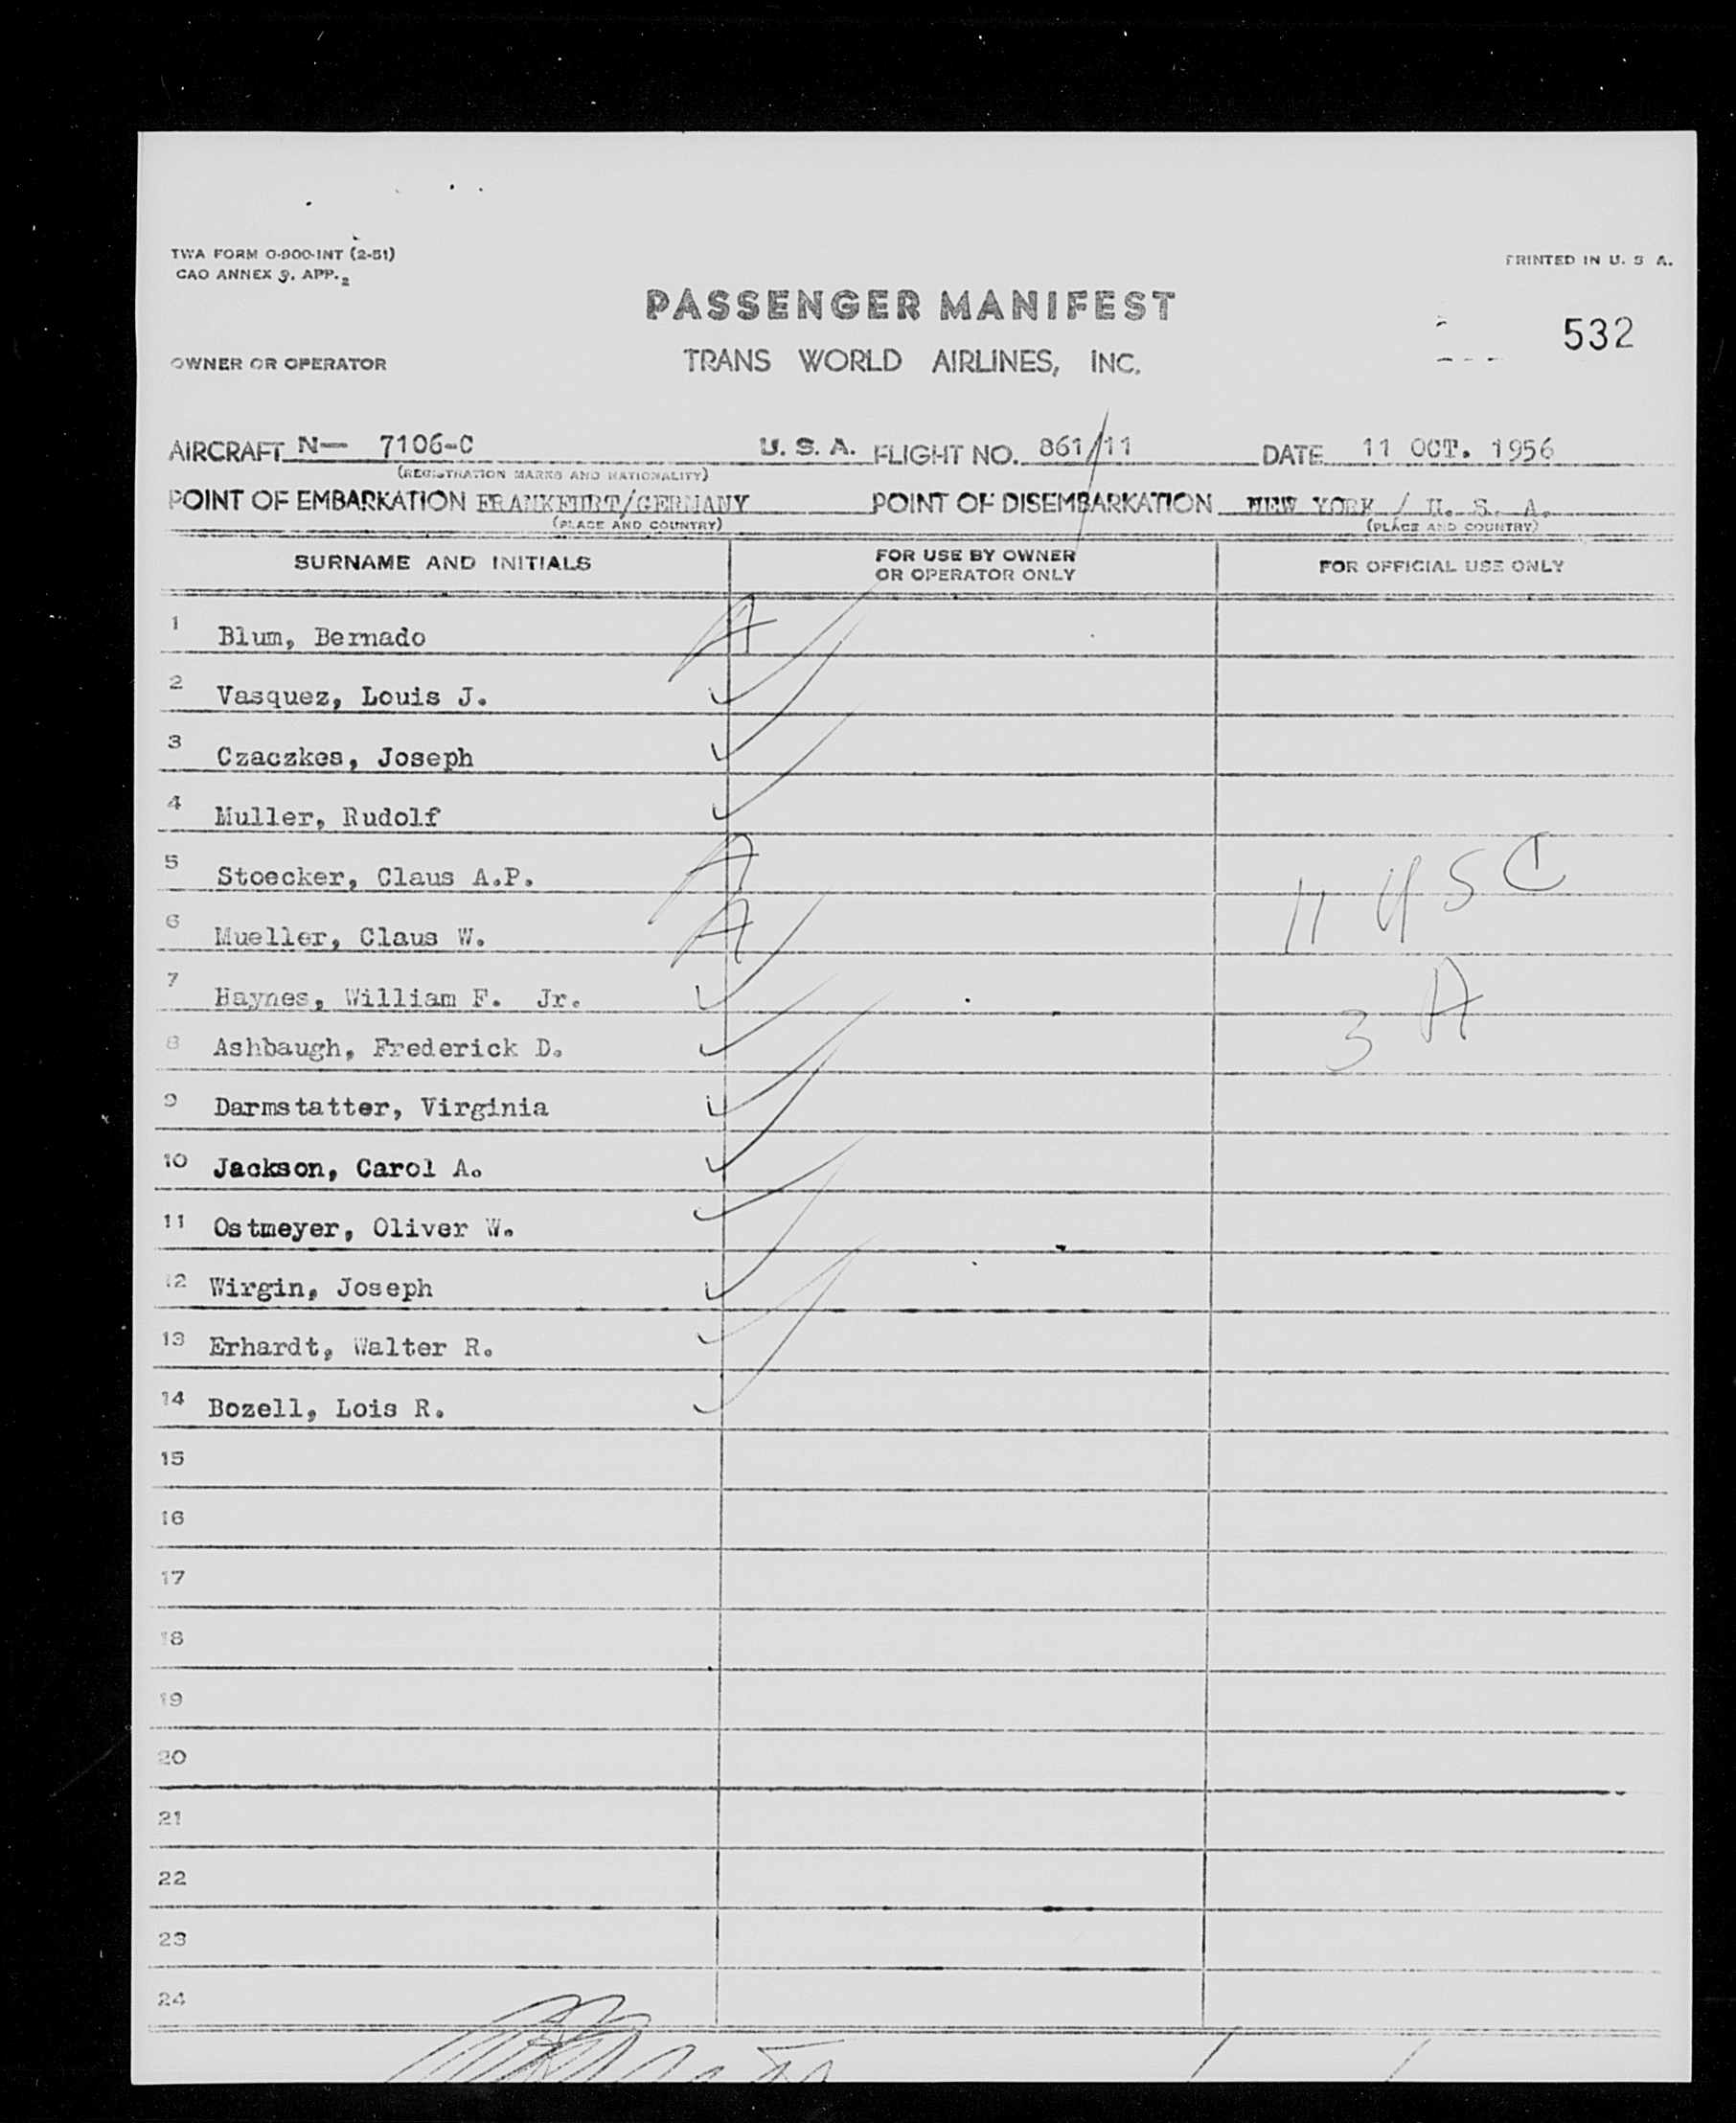 TWA FORM O-900-INT (2-51)
CAO ANNEX 9, APP. 2
PRINTED IN U. S A.
PASSENGER MANIFEST
532
OWNER OR OPERATOR
TRANS WORLD AIRLINES, INC.
AIRCRAFT N— 7106-C U. S. A. FLIGHT NO. 861/11 DATE 11 OCT. 1956
(REGISTRATION MARKS AND NATIONALITY)
POINT OF EMBARKATION FRANKFURT/GERMANY POINT OF DISEMBARKATION NEW YORK / U. S. A.
(PLACE AND COUNTRY) (PLACE AND COUNTRY)
SURNAME AND INITIALS FOR USE BY OWNER OR OPERATOR ONLY FOR OFFICIAL USE ONLY
1 Blum, Bernado A
2 Vasquez, Louis J.
3 Czaczkes, Joseph
4 Muller, Rudolf
5 Stoecker, Claus A.P. A
11 USC
6 Mueller, Claus W. A
7 Haynes, William F. Jr.
3 A
8 Ashbaugh, Frederick D.
9 Darmstatter, Virginia
10 Jackson, Carol A.
11 Ostmeyer, Oliver W.
12 Wirgin, Joseph
13 Erhardt, Walter R.
14 Bozell, Lois R.
15
16
17
18
19
20
21
22
23
24